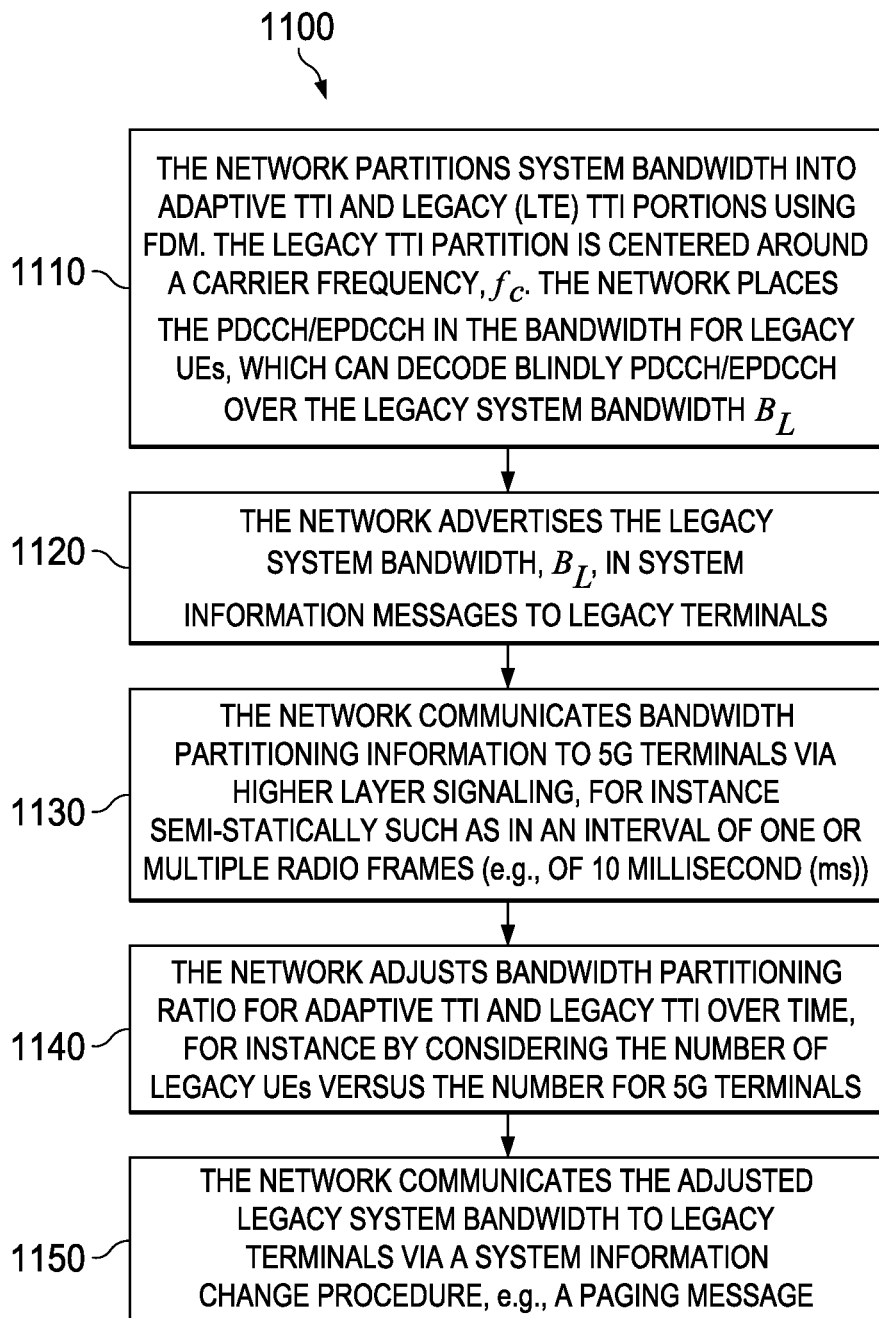 1100
THE NETWORK PARTITIONS SYSTEM BANDWIDTH INTO
ADAPTIVE TTI AND LEGACY (LTE) TTI PORTIONS USING
FDM. THE LEGACY TTI PARTITION IS CENTERED AROUND
A CARRIER FREQUENCY, f_c. THE NETWORK PLACES
THE PDCCH/EPDCCH IN THE BANDWIDTH FOR LEGACY
UEs, WHICH CAN DECODE BLINDLY PDCCH/EPDCCH
OVER THE LEGACY SYSTEM BANDWIDTH B_L
1110
THE NETWORK ADVERTISES THE LEGACY
SYSTEM BANDWIDTH, B_L, IN SYSTEM
INFORMATION MESSAGES TO LEGACY TERMINALS
1120
THE NETWORK COMMUNICATES BANDWIDTH
PARTITIONING INFORMATION TO 5G TERMINALS VIA
HIGHER LAYER SIGNALING, FOR INSTANCE
SEMI-STATICALLY SUCH AS IN AN INTERVAL OF ONE OR
MULTIPLE RADIO FRAMES (e.g., OF 10 MILLISECOND (ms))
1130
THE NETWORK ADJUSTS BANDWIDTH PARTITIONING
RATIO FOR ADAPTIVE TTI AND LEGACY TTI OVER TIME,
FOR INSTANCE BY CONSIDERING THE NUMBER OF
LEGACY UEs VERSUS THE NUMBER FOR 5G TERMINALS
1140
THE NETWORK COMMUNICATES THE ADJUSTED
LEGACY SYSTEM BANDWIDTH TO LEGACY
TERMINALS VIA A SYSTEM INFORMATION
CHANGE PROCEDURE, e.g., A PAGING MESSAGE
1150